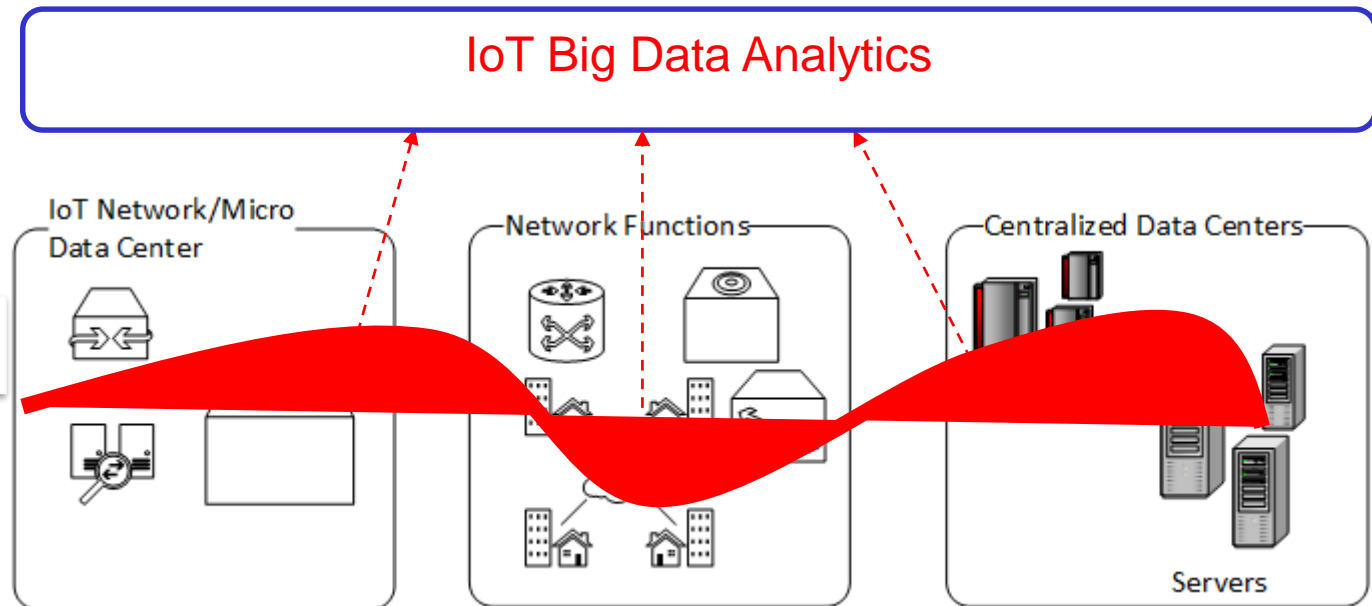 IoT Big Data Analytics
IoT Network/Micro
Data Center
Network Functions
Centralized Data Centers
Servers